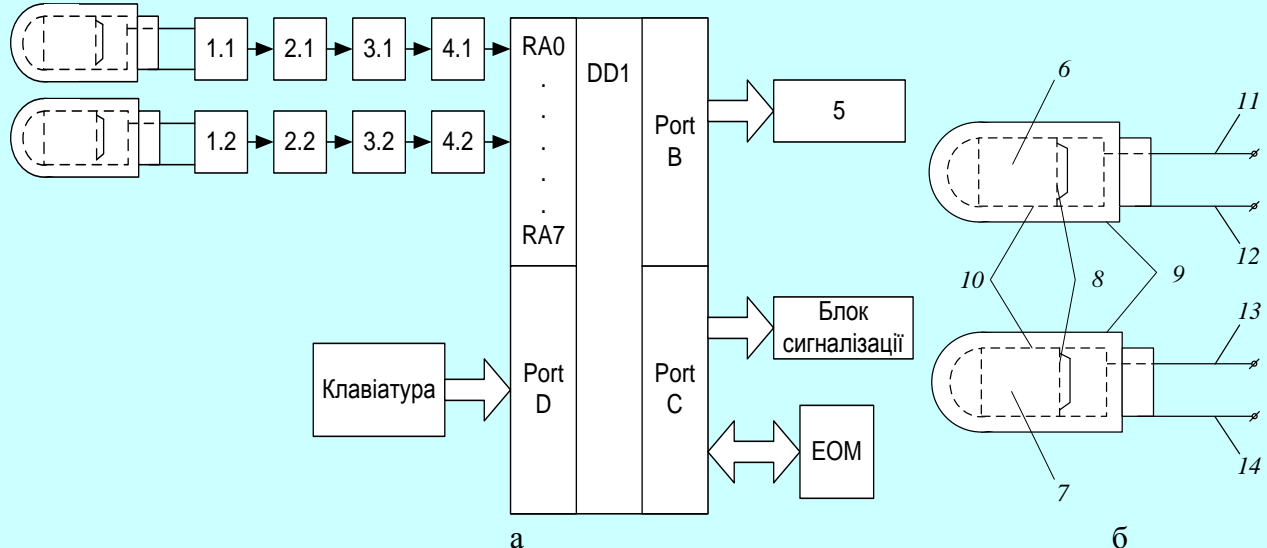 1.1
2.1
3.1
4.1
1.2
2.2
3.2
4.2
RA0
.
.
.
.
.
RA7
DD1
Port
B
5
Port
D
Port
C
Клавіатура
Блок
сигналізації
ЕОМ
а
6
11
12
10
8
9
13
14
7
б